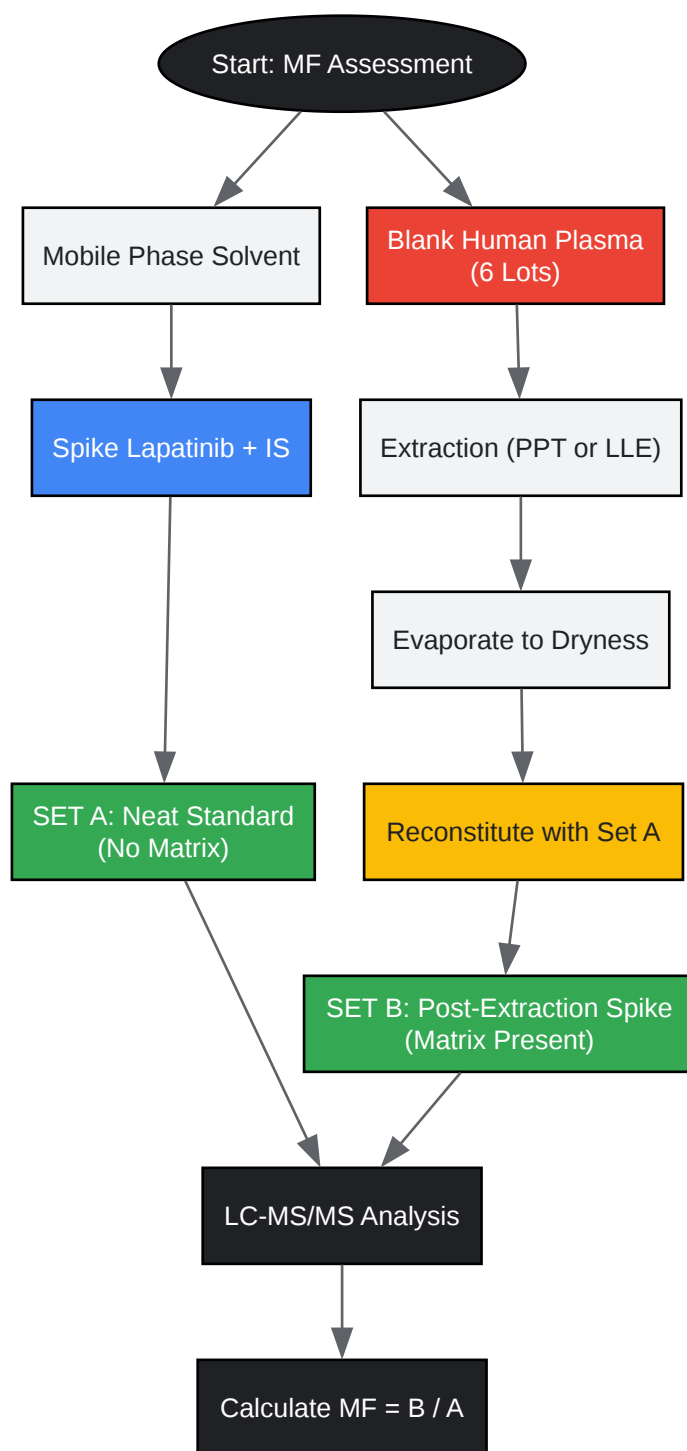 Start: MF Assessment
Mobile Phase Solvent
Blank Human Plasma
(6 Lots)
Spike Lapatinib + IS
Extraction (PPT or LLE)
Evaporate to Dryness
SET A: Neat Standard
(No Matrix)
Reconstitute with Set A
SET B: Post-Extraction Spike
(Matrix Present)
LC-MS/MS Analysis
Calculate MF = B / A